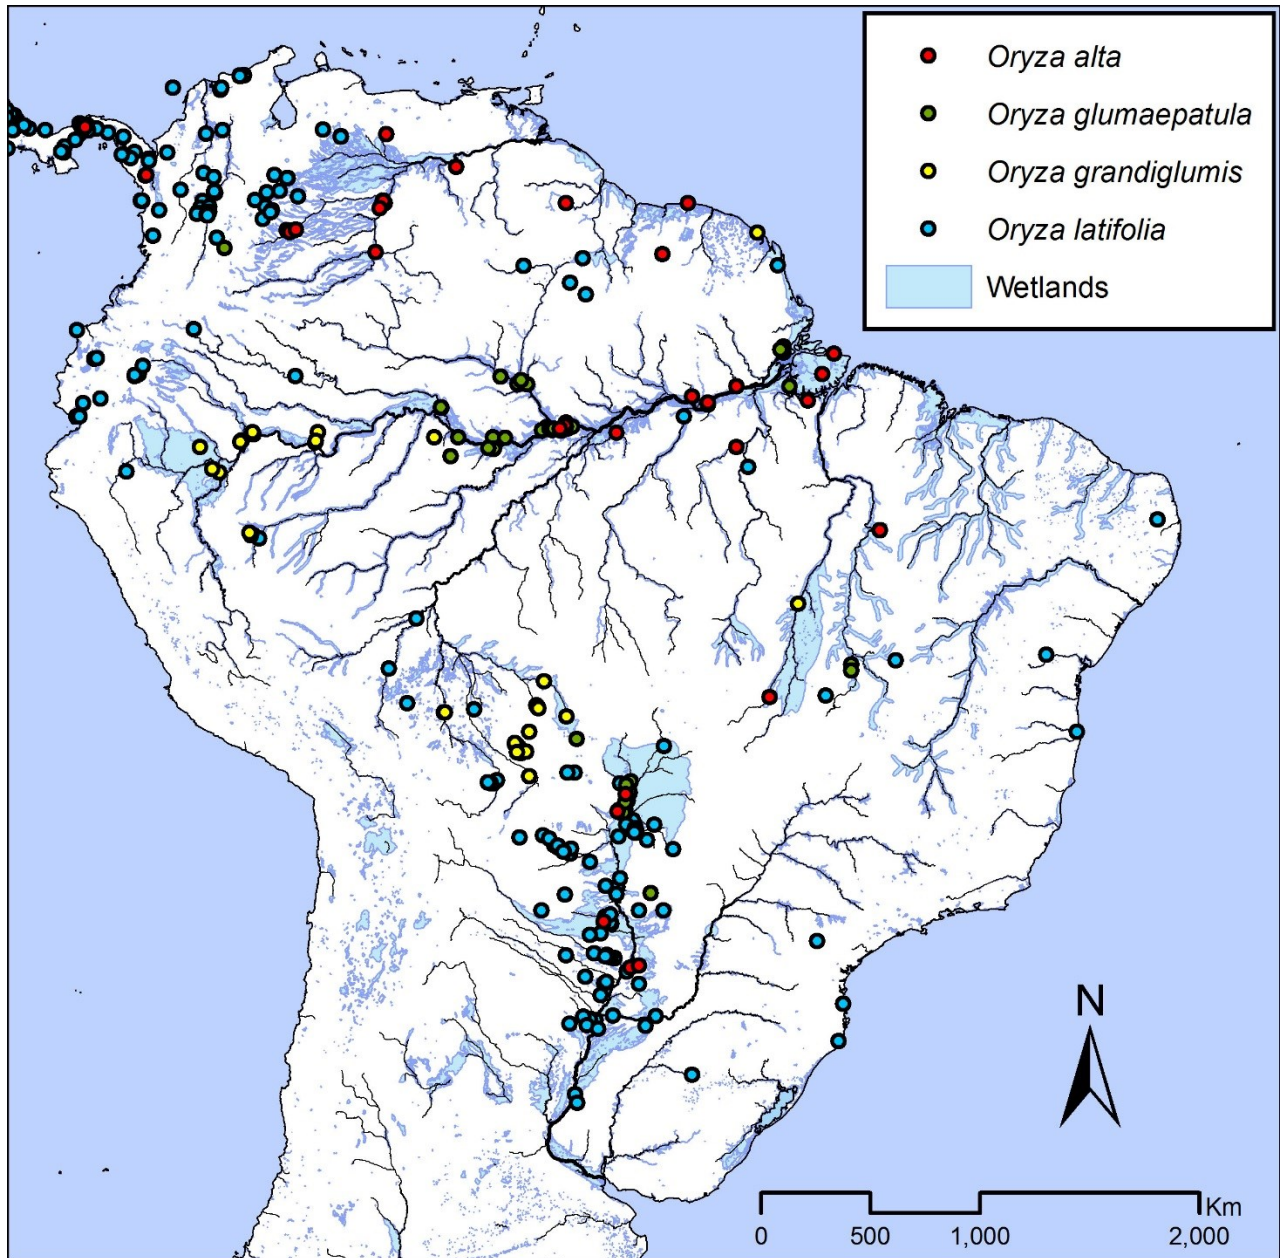 Oryza alta
Oryza glumaepatula
Oryza grandiglumis
Oryza latifolia
Wetlands
N
Km
0 500 1,000 2,000